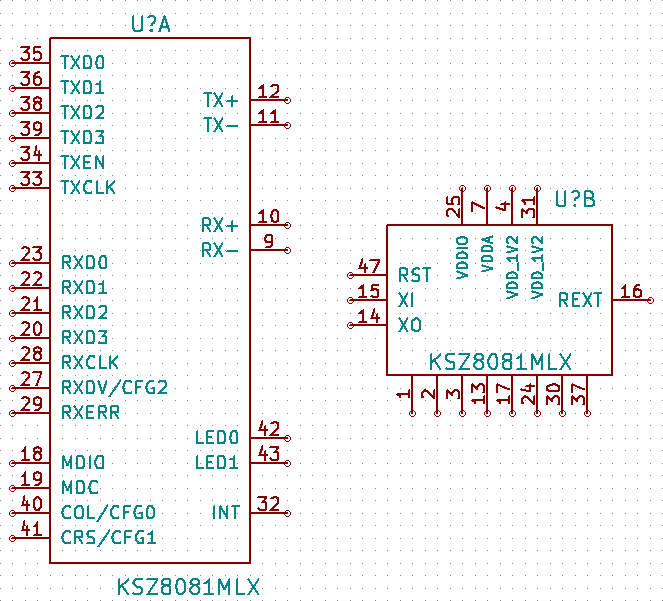 U?A
35 TXD0
36 TXD1
38 TXD2
39 TXD3
34 TXEN
33 TXCLK
TX+ 12
TX- 11
RX+ 10
RX- 9
23 RXD0
22 RXD1
21 RXD2
20 RXD3
28 RXCLK
27 RXDV/CFG2
29 RXERR
LED0 42
LED1 43
18 MDIO
19 MDC
40 COL/CFG0
41 CRS/CFG1
INT 32
KSZ8081MLX
U?B
25 7 4 31
VDDIO VDDA VDD_1V2 VDD_1V2
47 RST
15 XI
14 XO
REXT 16
KSZ8081MLX
1 2 3 13 17 24 30 37